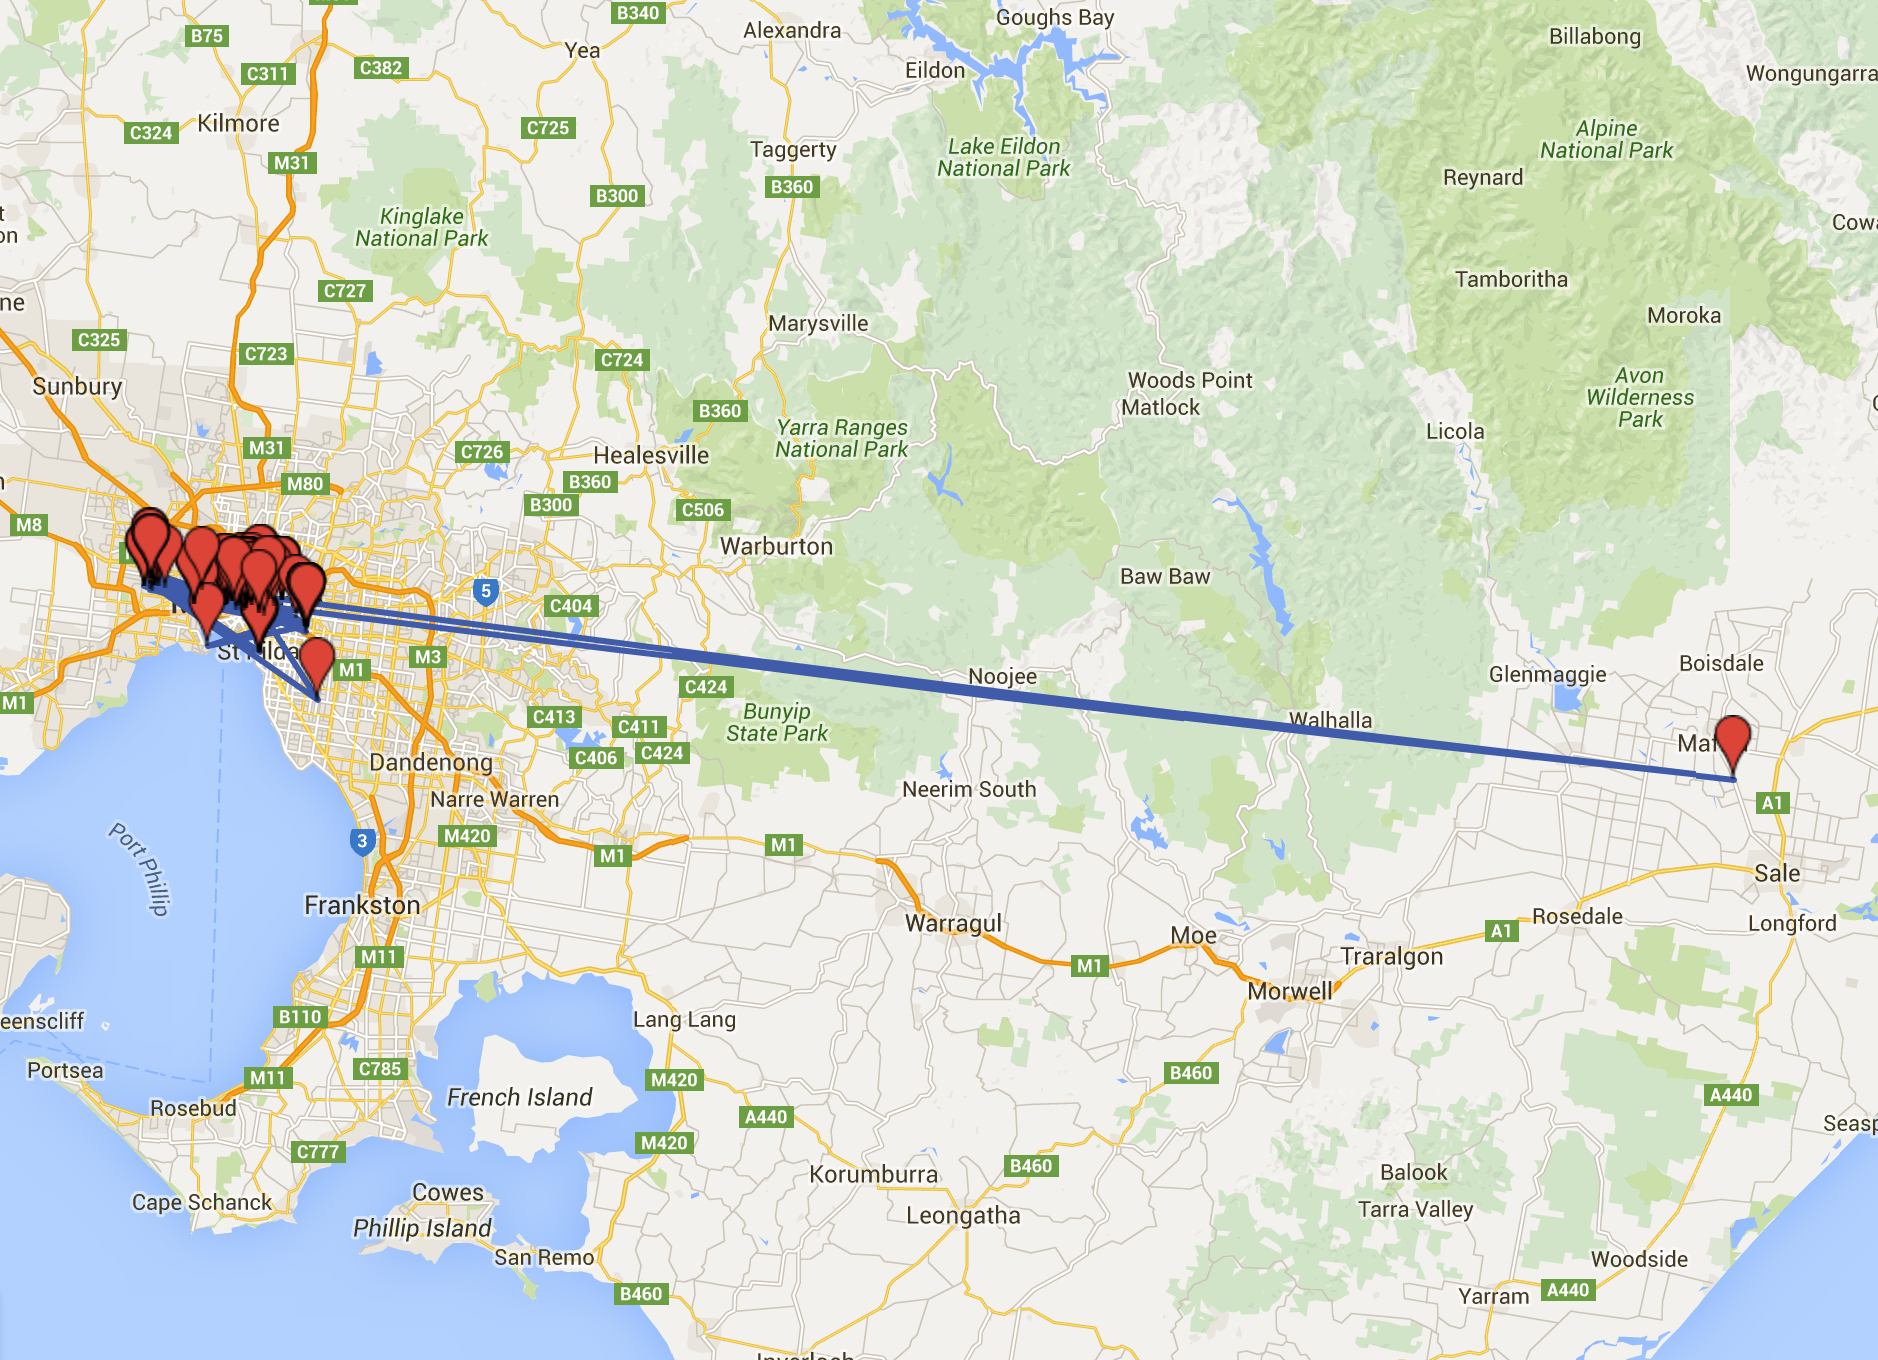 B340
Goughs Bay
B75
Alexandra
Billabong
Yea
C311
C382
Eildon
Wongungarra
Kilmore
C324
C725
Alpine
National Park
Lake Eildon
National Park
M31
Taggerty
Reynard
B360
B300
Kinglake
National Park
Cowa
Tamboritha
C727
Moroka
Marysville
C325
C723
C724
Sunbury
Woods Point
Matlock
Avon
Wilderness
Park
B360
Yarra Ranges
National Park
Licola
M31
C726
Healesville
M80
B360
B300
C506
M8
Warburton
Baw Baw
5
C404
M3
M1
Boisdale
Glenmaggie
Noojee
C424
M1
C413
Bunyip
State Park
C411
Walhalla
C424
C406
Dandenong
Neerim South
Narre Warren
A1
M420
3
M1
M1
Port Phillip
Sale
Frankston
Rosedale
Longford
Warragul
A1
Moe
M11
Traralgon
M1
Morwell
B110
Lang Lang
eenscliff
Portsea
C785
M11
M420
B460
French Island
A440
Rosebud
A440
Seasp
M420
C777
B460
Korumburra
Balook
Cowes
Cape Schanck
Tarra Valley
Leongatha
Phillip Island
San Remo
Woodside
B460
A440
Yarram